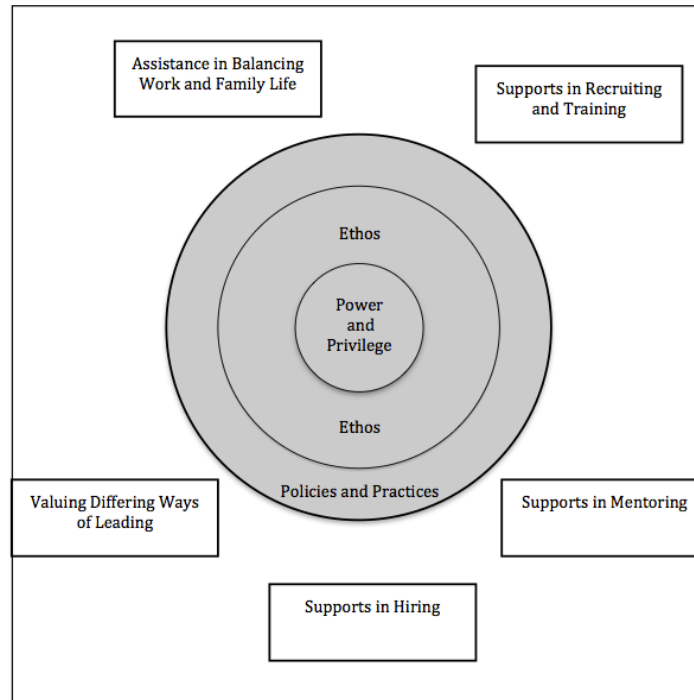 Assistance in Balancing
Work and Family Life
Supports in Recruiting
and Training
Ethos
Power
and
Privilege
Ethos
Policies and Practices
Valuing Differing Ways
of Leading
Supports in Mentoring
Supports in Hiring